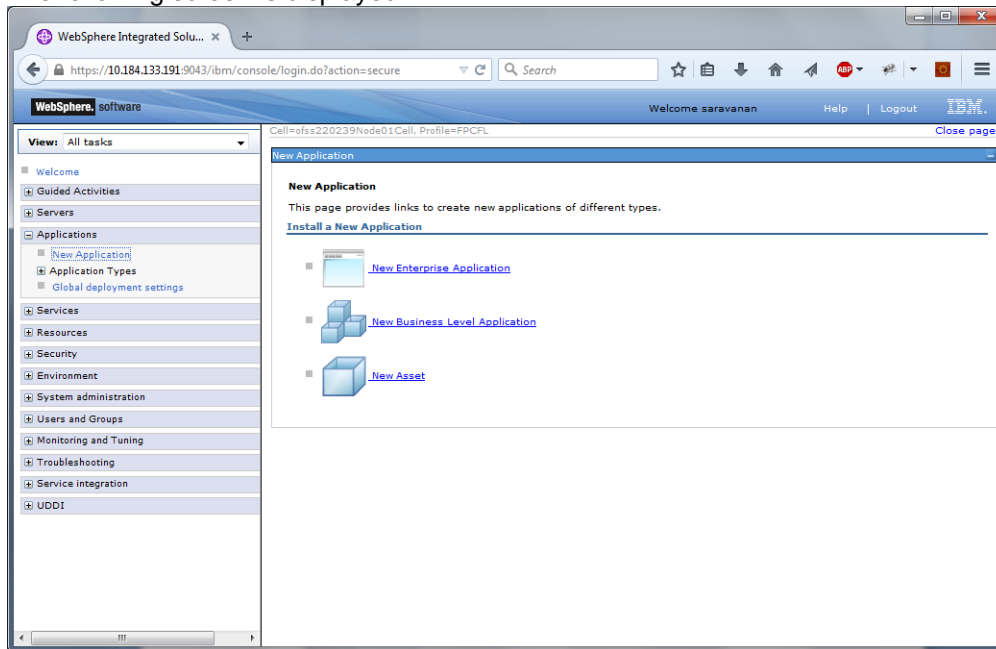 WebSphere Integrated Solu... × +
https://10.184.133.191:9043/ibm/console/login.do?action=secure Search ABP
WebSphere. software Welcome saravanan Help | Logout IBM.
View: All tasks
Cell=ofss220239Node01Cell, Profile=FPCFL Close page
New Application
Welcome
Guided Activities
Servers
Applications
New Application
Application Types
Global deployment settings
Services
Resources
Security
Environment
System administration
Users and Groups
Monitoring and Tuning
Troubleshooting
Service integration
UDDI
New Application
This page provides links to create new applications of different types.
Install a New Application
New Enterprise Application
New Business Level Application
New Asset